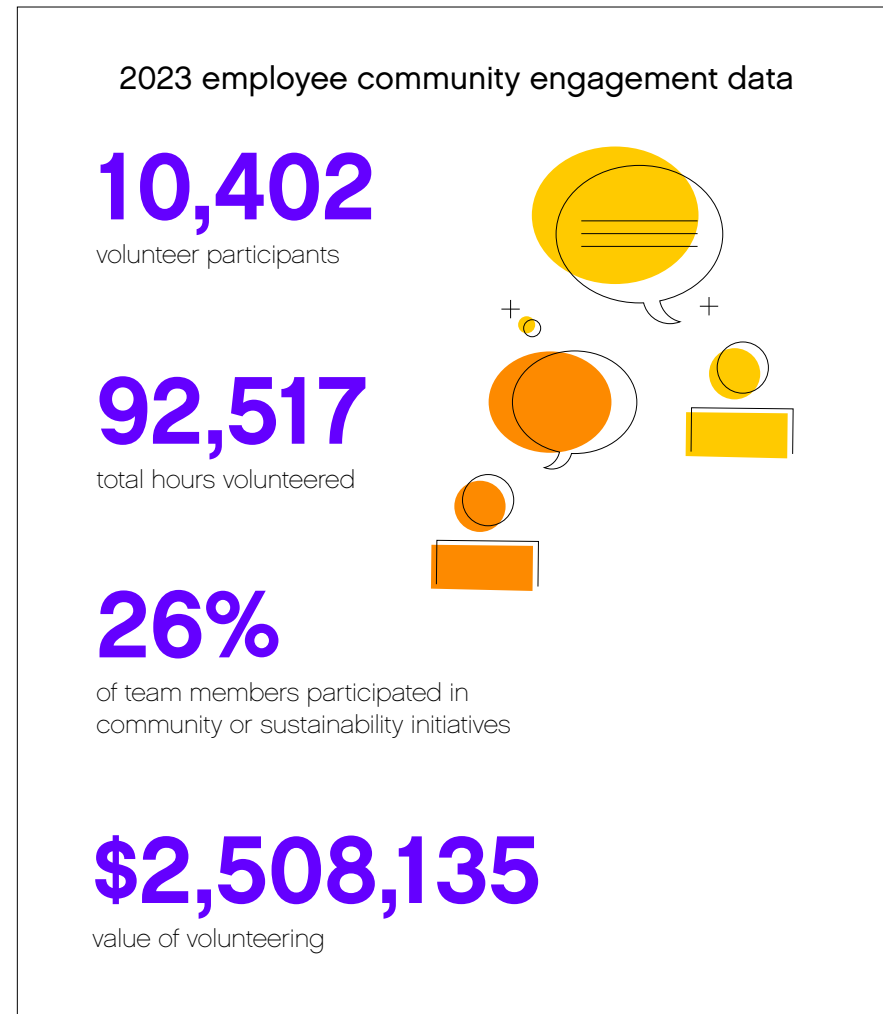 2023 employee community engagement data
10,402
volunteer participants
92,517
total hours volunteered
26%
of team members participated in
community or sustainability initiatives
$2,508,135
value of volunteering